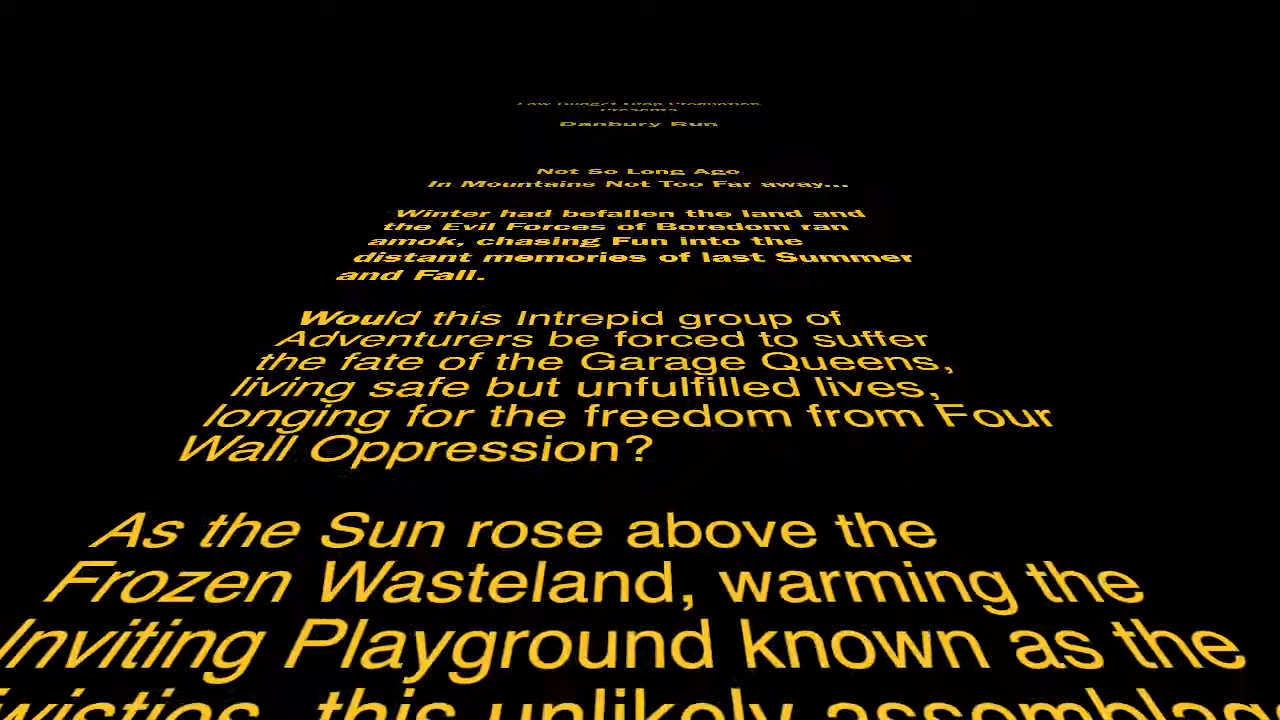 Presents
Danbury Run
Not So Long Ago
In Mountains Not Too Far away...
Winter had befallen the land and
the Evil Forces of Boredom ran
amok, chasing Fun into the
distant memories of last Summer
and Fall.
Would this Intrepid group of
Adventurers be forced to suffer
the fate of the Garage Queens,
living safe but unfulfilled lives,
longing for the freedom from Four
Wall Oppression?
As the Sun rose above the
Frozen Wasteland, warming the
Inviting Playground known as the
this unlikely